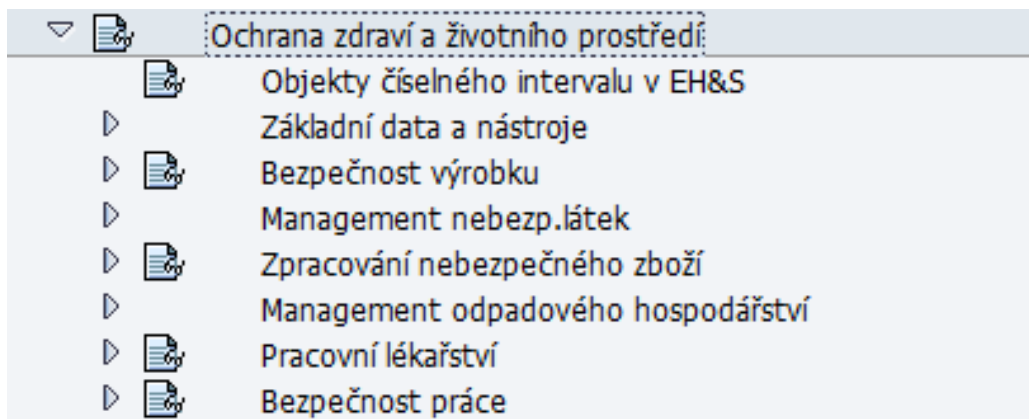 Ochrana zdraví a životního prostředí
Objekty číselného intervalu v EH&S
Základní data a nástroje
Bezpečnost výrobku
Management nebezp.látek
Zpracování nebezpečného zboží
Management odpadového hospodářství
Pracovní lékařství
Bezpečnost práce